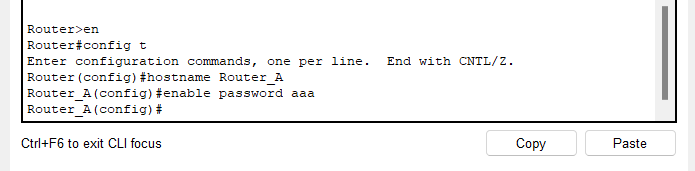 Router>en
Router#config t
Enter configuration commands, one per line.  End with CNTL/Z.
Router(config)#hostname Router_A
Router_A(config)#enable password aaa
Router_A(config)#
Ctrl+F6 to exit CLI focus
Copy
Paste